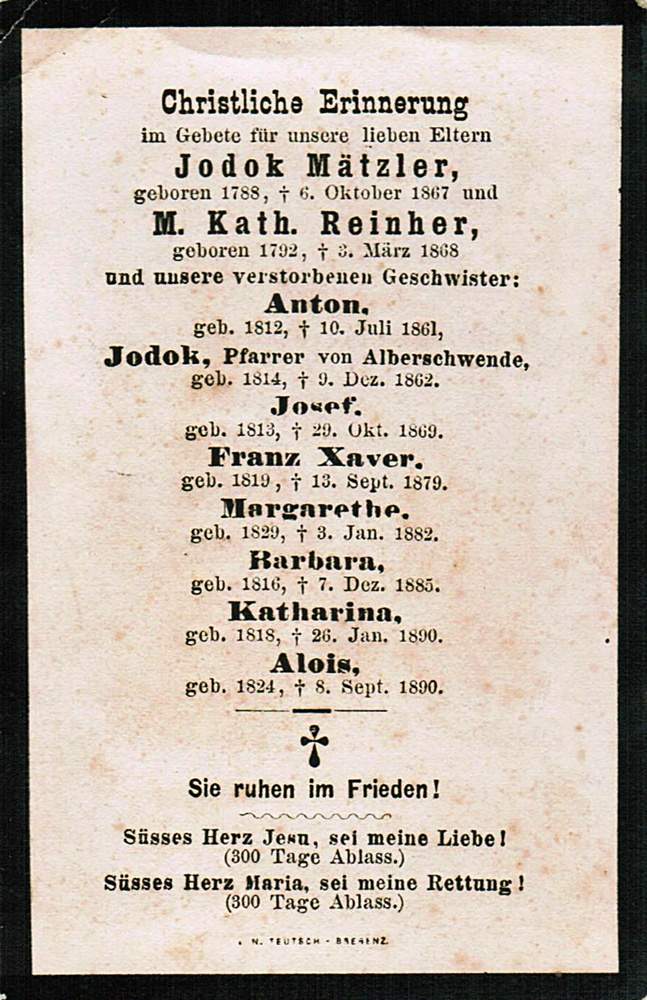 Christliche Erinnerung
im Gebete für unsere lieben Eltern
Jodok Mätzler,
geboren 1788, † 6. Oktober 1867 und
M. Kath. Reinher,
geboren 1792, † 3. März 1868
und unsere verstorbenen Geschwister:
Anton,
geb. 1812, † 10. Juli 1861,
Jodok, Pfarrer von Alberschwende,
geb. 1814, † 9. Dez. 1862.
Josef.
geb. 1813, † 29. Okt. 1869.
Franz Xaver.
geb. 1819, † 13. Sept. 1879.
Margarethe.
geb. 1829, † 3. Jan. 1882.
Barbara,
geb. 1816, † 7. Dez. 1885.
Katharina,
geb. 1818, † 26. Jan. 1890.
Alois,
geb. 1824, † 8. Sept. 1890.
Sie ruhen im Frieden!
Süsses Herz Jesu, sei meine Liebe!
(300 Tage Ablass.)
Süsses Herz Maria, sei meine Rettung!
(300 Tage Ablass.)
N. TEUTSCH - BREGENZ.